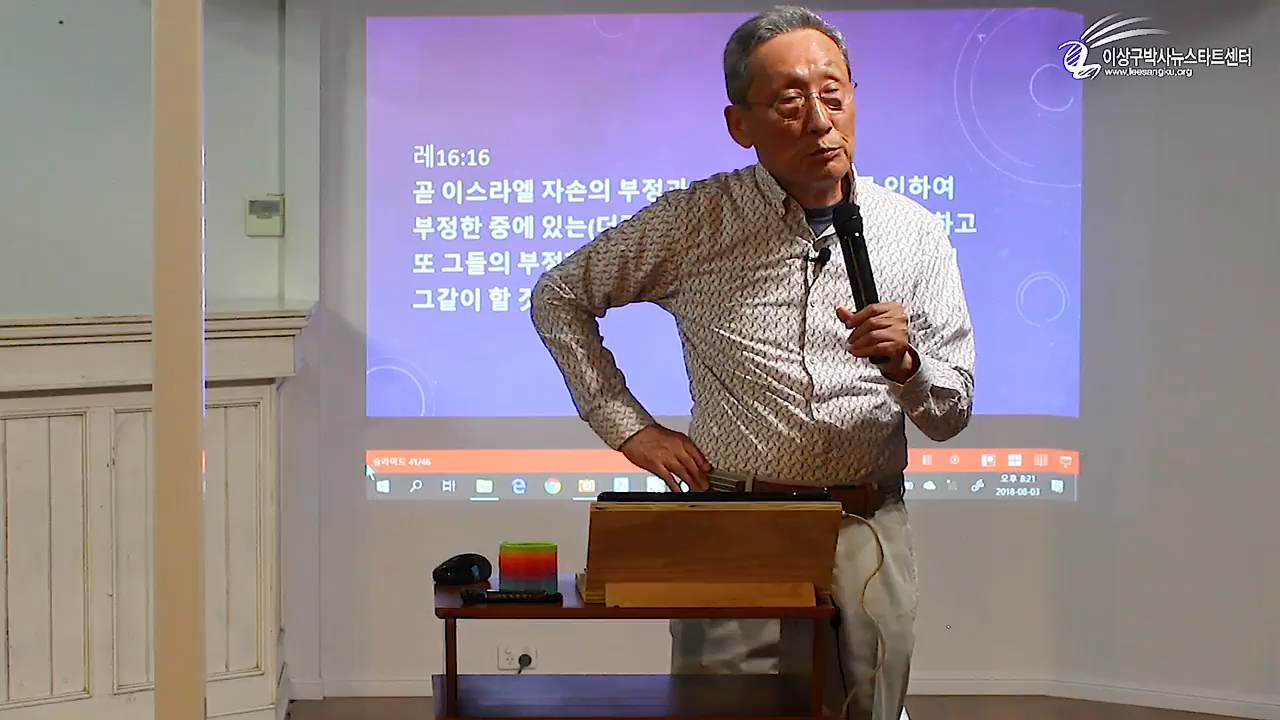 이상구박사뉴스타트센터
www.leesangku.org
레16:16
곧 이스라엘 자손의 부정과 인하여
부정한 중에 있는(더 하고
또 그들의 부정
그같이 할
슬라이드 41/46
오후 8:21
2018-08-03